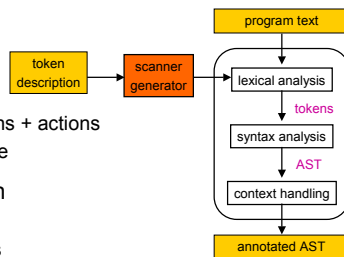 program text
token
description
scanner
generator
lexical analysis
tokens
ns + actions
syntax analysis
AST
context handling
annotated AST